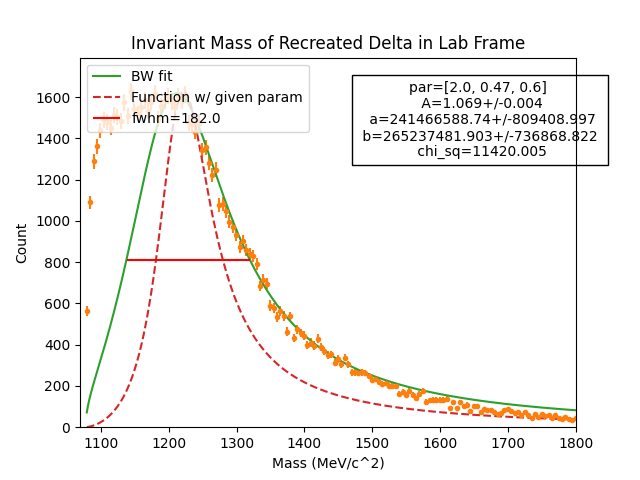 Invariant Mass of Recreated Delta in Lab Frame
BW fit
Function w/ given param
fwhm=182.0
par=[2.0, 0.47, 0.6]
A=1.069+/-0.004
a=241466588.74+/-809408.997
b=265237481.903+/-736868.822
chi_sq=11420.005
Count
1600
1400
1200
1000
800
600
400
200
0
1100 1200 1300 1400 1500 1600 1700 1800
Mass (MeV/c^2)